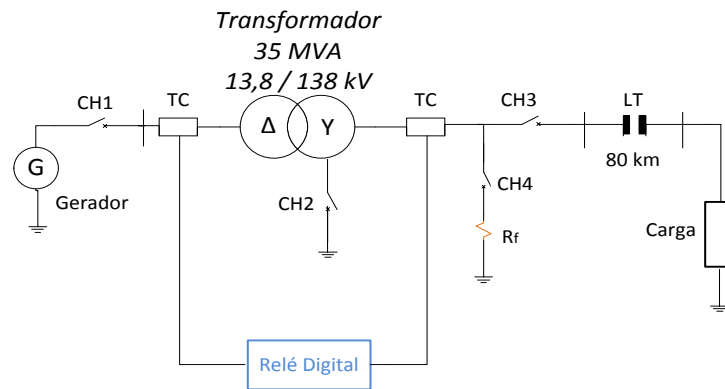 Transformador
35 MVA
13,8 / 138 kV
CH1
TC
Δ
Y
TC
CH3
LT
G
80 km
Gerador
CH2
CH4
Rf
Carga
Relé Digital